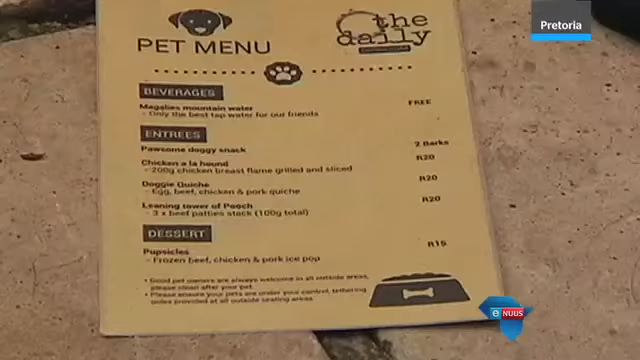 Pretoria
PET MENU
the
daily
BEVERAGES
Magalies mountain water FREE
- Only the best tap water for our friends
ENTREES
Pawsome doggy snack 2 Barks
Chicken a la hound R20
- 200g chicken breast flame grilled and sliced
Doggie Quiche R20
- Egg, beef, chicken & pork quiche
Leaning tower of Pooch R20
- 3 x beef patties stack (100g total)
DESSERT
Pupsicles R15
- Frozen beef, chicken & pork ice pop
• Good pet owners are always welcome in all outside areas,
please clean after your pet.
• Please ensure your pets are under your control, tethering
poles provided at all outside seating areas
e NUUS